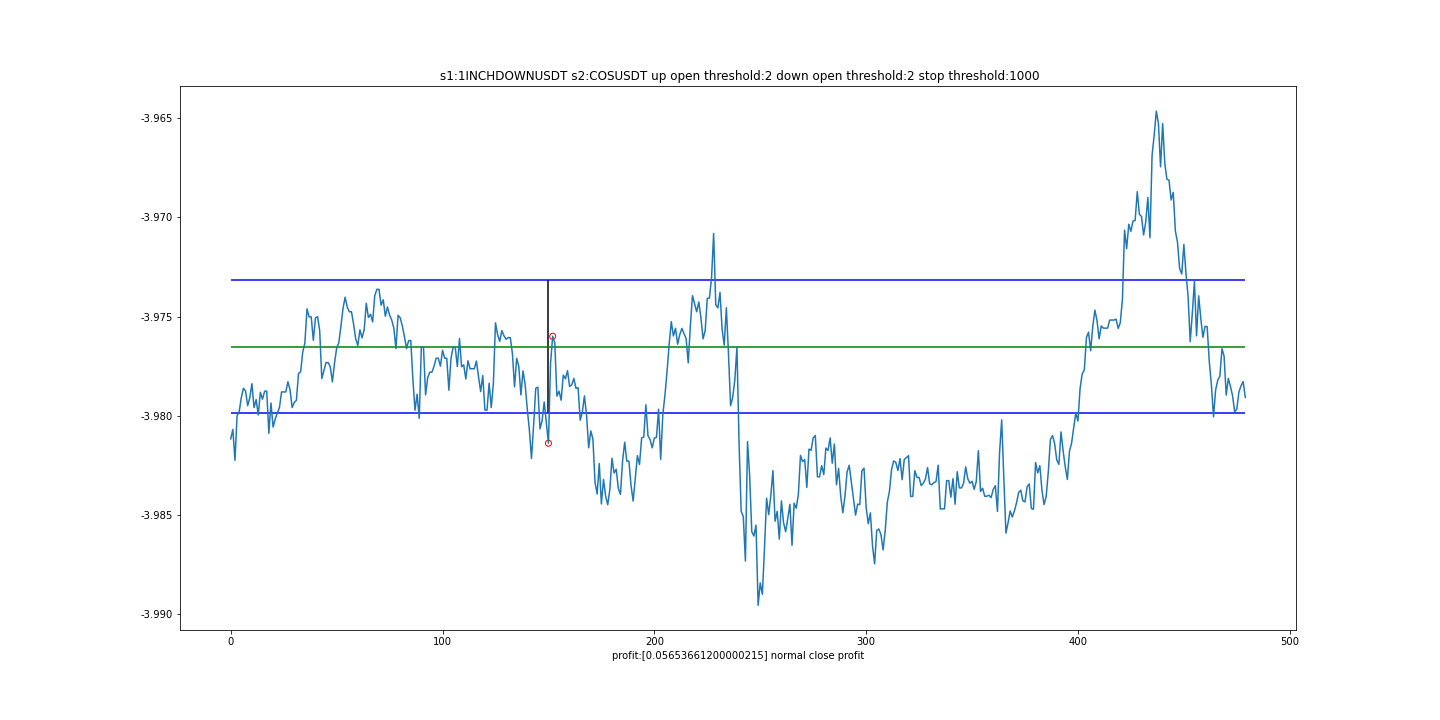 s1:1INCHDOWNUSDT s2:COSUSDT up open threshold:2 down open threshold:2 stop threshold:1000
-3.965
-3.970
-3.975
-3.980
-3.985
-3.990
0 100 200 300 400 500
profit:[0.05653661200000215] normal close profit